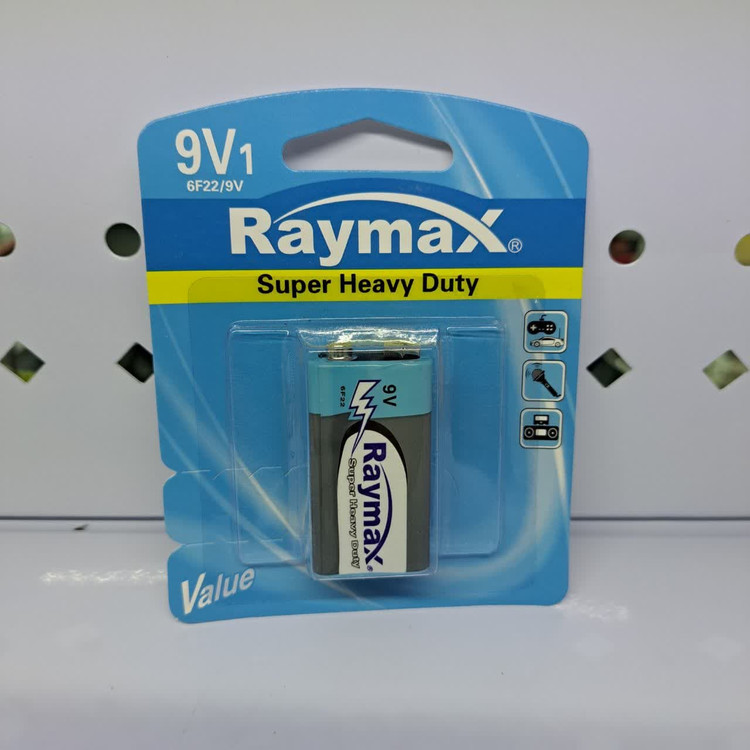 9V1
6F22/9V
Raymax®
Super Heavy Duty
9V
6F22
Raymax®
Super Heavy Duty
Value